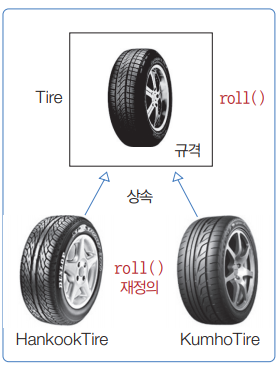 Tire
roll()
규격
상속
roll()
재정의
HankookTire
KumhoTire